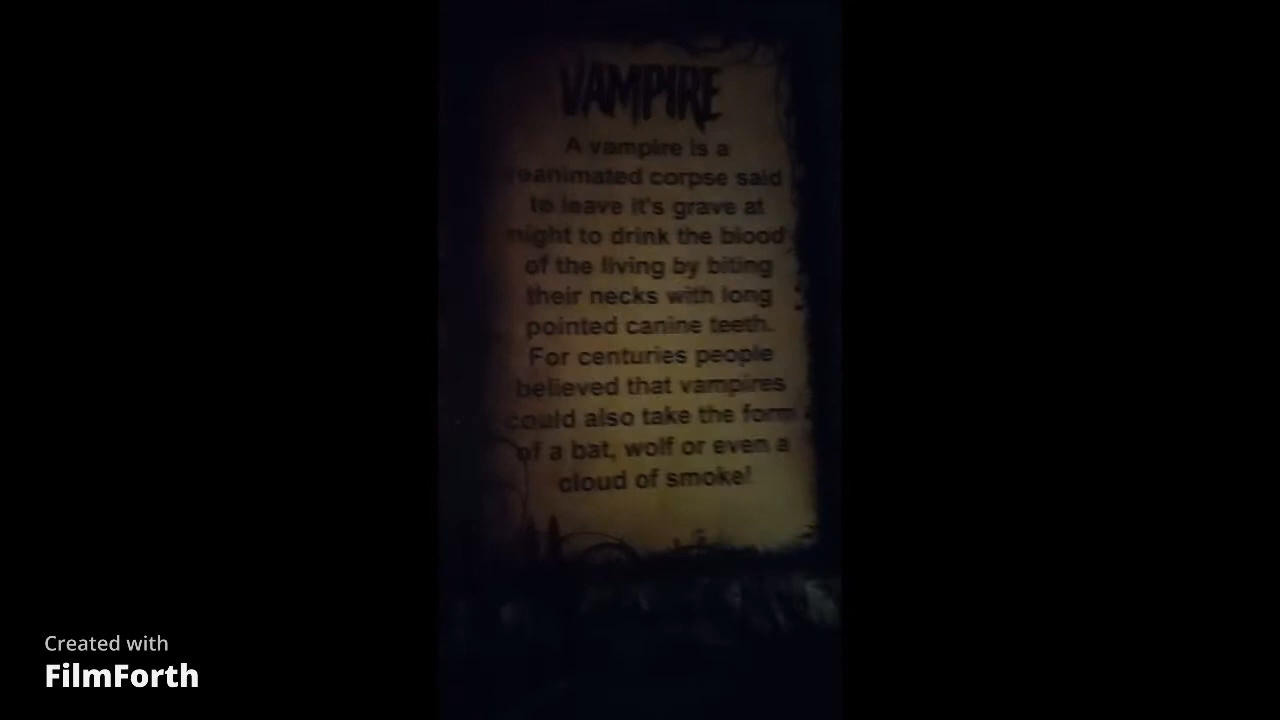 VAMPIRE
A vampire is a
reanimated corpse said
to leave it's grave at
night to drink the blood
of the living by biting
their necks with long
pointed canine teeth.
For centuries people
believed that vampires
could also take the form
of a bat, wolf or even a
cloud of smoke!
Created with
FilmForth